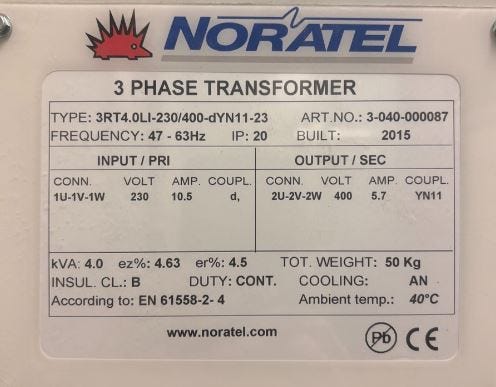 NORATEL
3 PHASE TRANSFORMER
TYPE: 3RT4.0LI-230/400-dYN11-23 ART.NO.: 3-040-000087
FREQUENCY: 47 - 63Hz IP: 20 BUILT: 2015
INPUT / PRI OUTPUT / SEC
CONN. VOLT AMP. COUPL. CONN. VOLT AMP. COUPL.
1U-1V-1W 230 10.5 d, 2U-2V-2W 400 5.7 YN11
kVA: 4.0 ez%: 4.63 er%: 4.5 TOT. WEIGHT: 50 Kg
INSUL. CL.: B DUTY: CONT. COOLING: AN
According to: EN 61558-2- 4 Ambient temp.: 40°C
www.noratel.com Pb CE